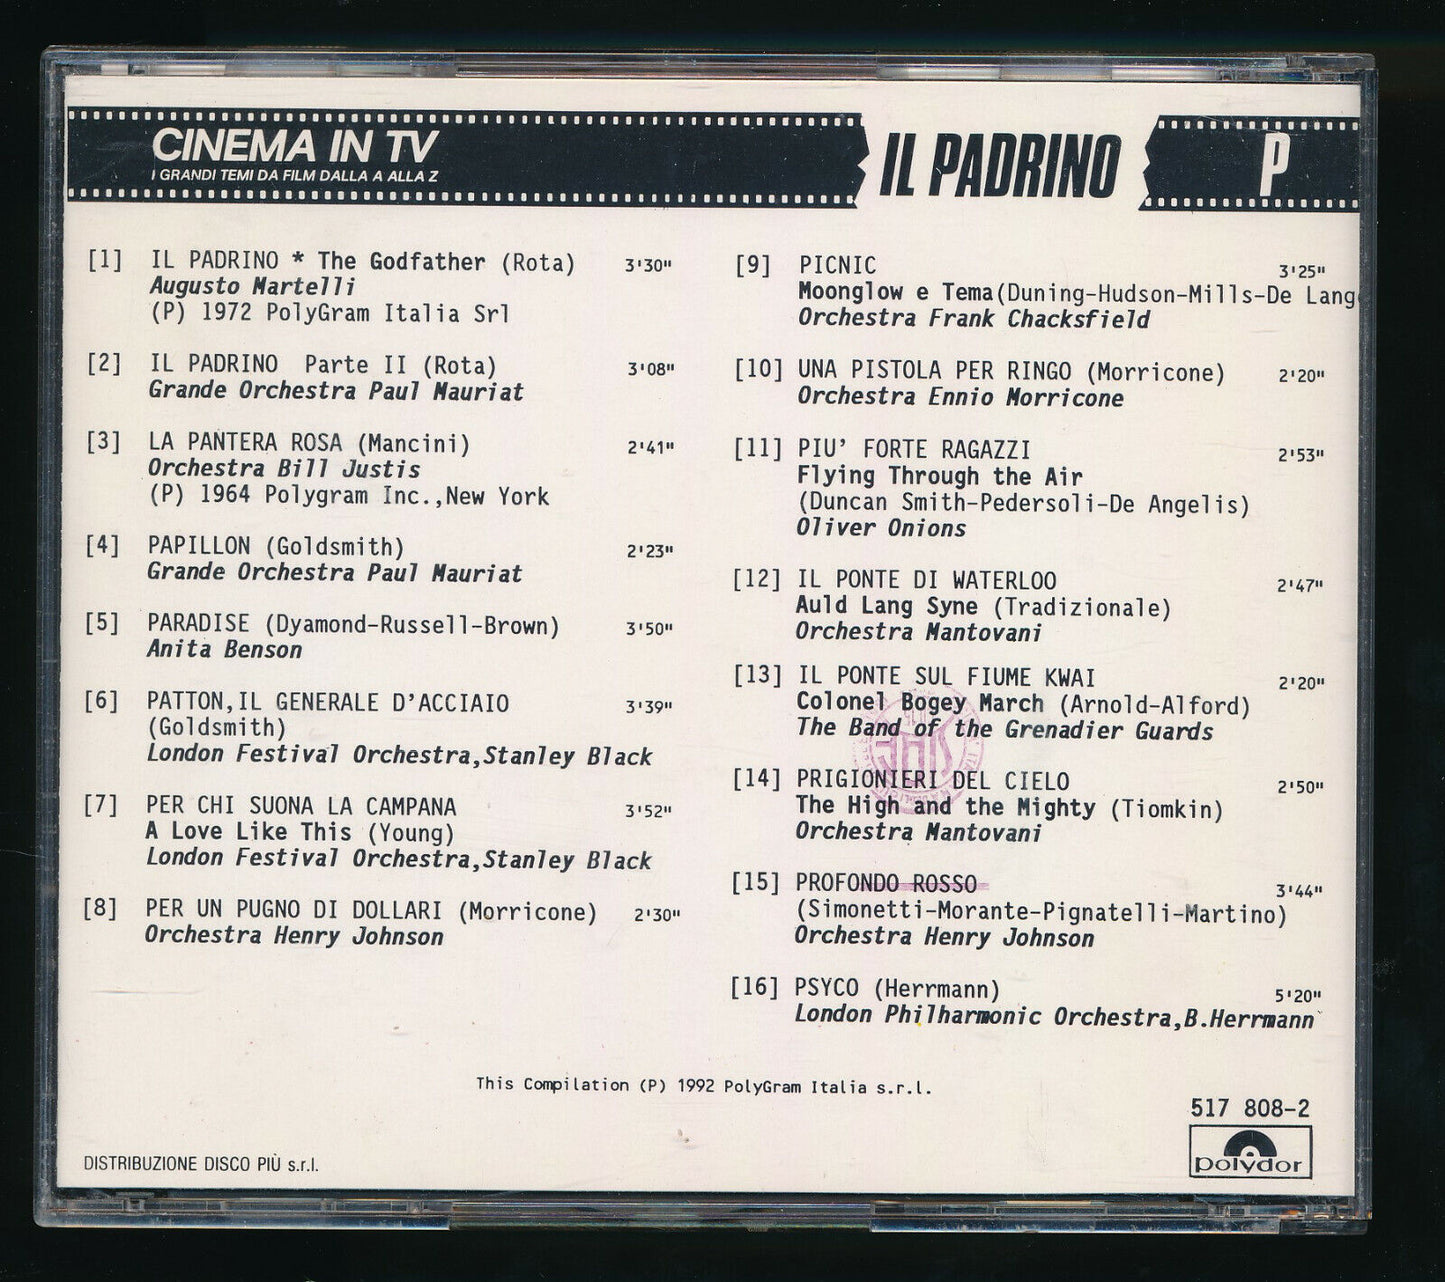 CINEMA IN TV
I GRANDI TEMI DA FILM DALLA A ALLA Z
IL PADRINO
P
[1] IL PADRINO * The Godfather (Rota) 3'30"
Augusto Martelli
(P) 1972 PolyGram Italia Srl
[2] IL PADRINO Parte II (Rota) 3'08"
Grande Orchestra Paul Mauriat
[3] LA PANTERA ROSA (Mancini) 2'41"
Orchestra Bill Justis
(P) 1964 Polygram Inc.,New York
[4] PAPILLON (Goldsmith) 2'23"
Grande Orchestra Paul Mauriat
[5] PARADISE (Dyamond-Russell-Brown) 3'50"
Anita Benson
[6] PATTON,IL GENERALE D'ACCIAIO 3'39"
(Goldsmith)
London Festival Orchestra,Stanley Black
[7] PER CHI SUONA LA CAMPANA 3'52"
A Love Like This (Young)
London Festival Orchestra,Stanley Black
[8] PER UN PUGNO DI DOLLARI (Morricone) 2'30"
Orchestra Henry Johnson
[9] PICNIC 3'25"
Moonglow e Tema(Duning-Hudson-Mills-De Lang
Orchestra Frank Chacksfield
[10] UNA PISTOLA PER RINGO (Morricone) 2'20"
Orchestra Ennio Morricone
[11] PIU' FORTE RAGAZZI 2'53"
Flying Through the Air
(Duncan Smith-Pedersoli-De Angelis)
Oliver Onions
[12] IL PONTE DI WATERLOO 2'47"
Auld Lang Syne (Tradizionale)
Orchestra Mantovani
[13] IL PONTE SUL FIUME KWAI 2'20"
Colonel Bogey March (Arnold-Alford)
The Band of the Grenadier Guards
[14] PRIGIONIERI DEL CIELO 2'50"
The High and the Mighty (Tiomkin)
Orchestra Mantovani
[15] PROFONDO ROSSO 3'44"
(Simonetti-Morante-Pignatelli-Martino)
Orchestra Henry Johnson
[16] PSYCO (Herrmann) 5'20"
London Philharmonic Orchestra,B.Herrmann
This Compilation (P) 1992 PolyGram Italia s.r.l.
517 808-2
polydor
DISTRIBUZIONE DISCO PIÙ s.r.l.